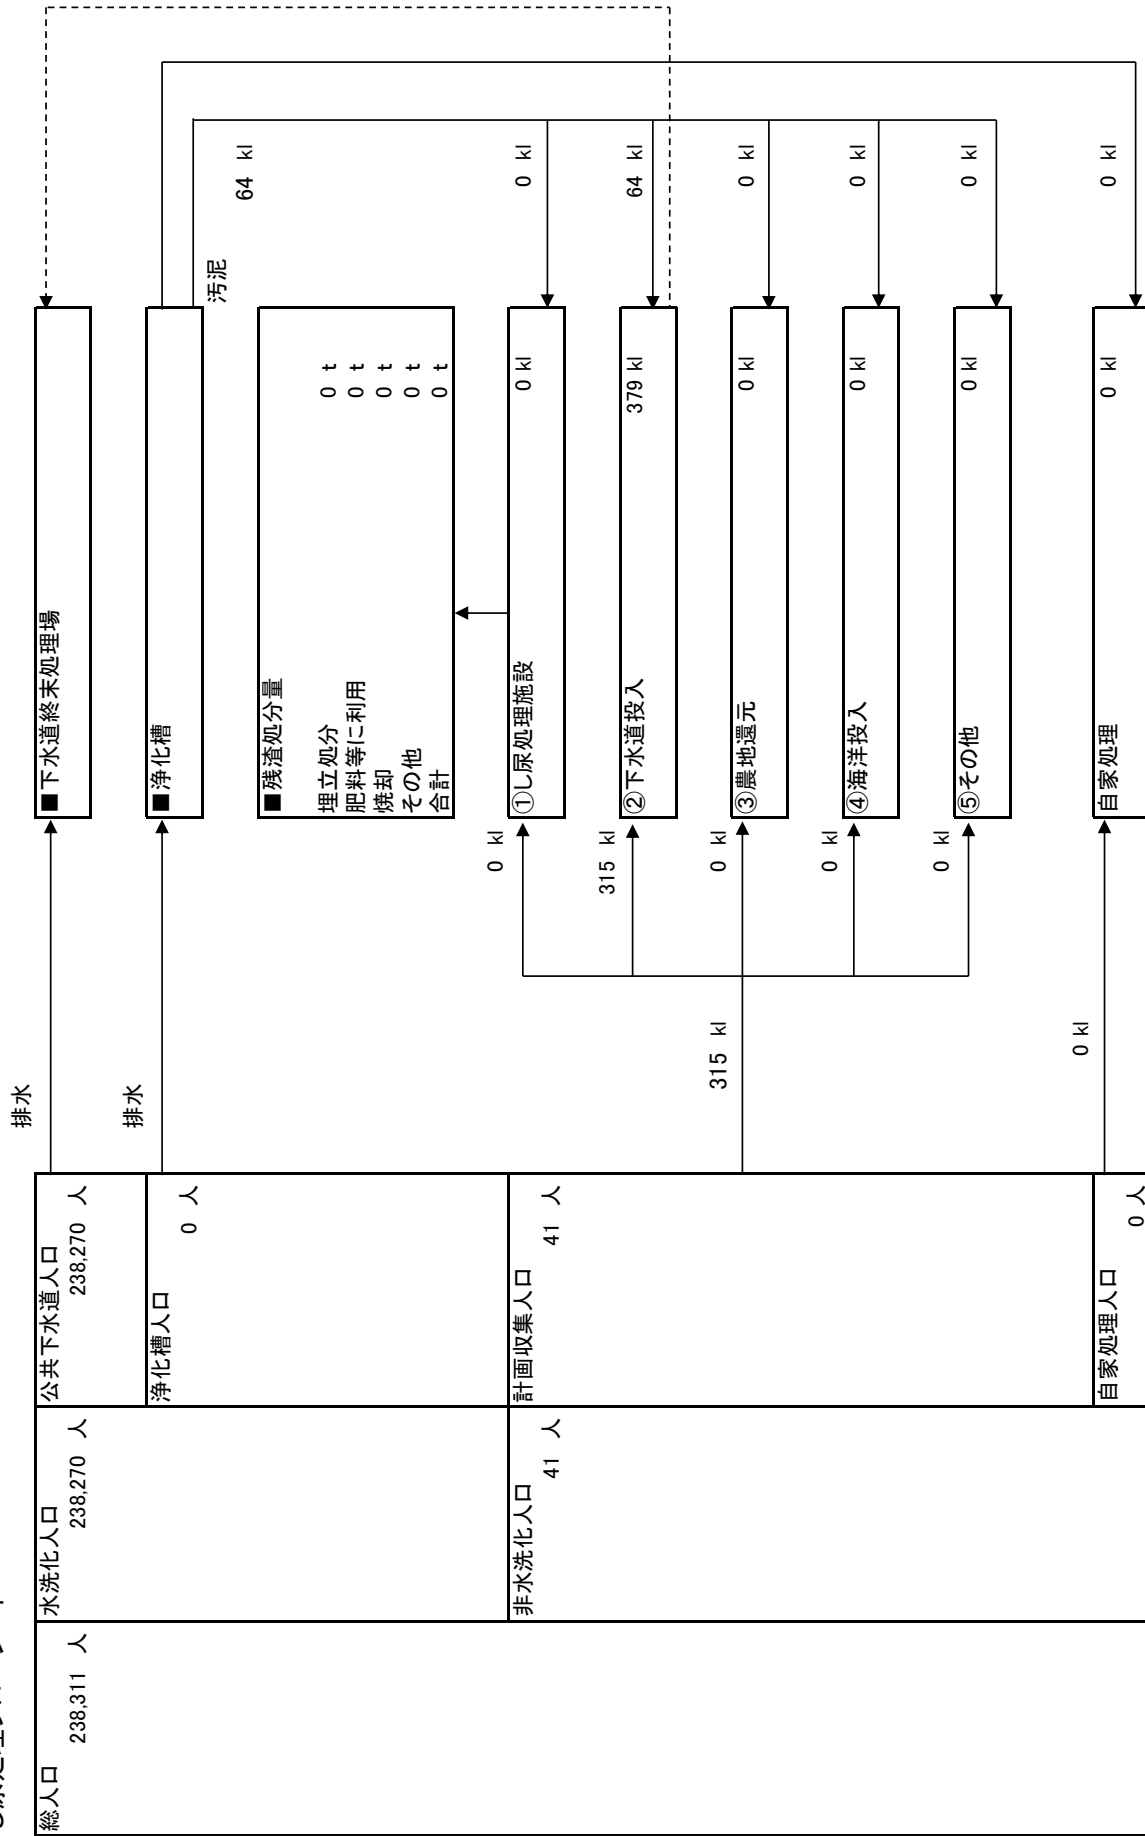 総人口
238,311 人
水洗化人口
238,270 人
公共下水道人口
238,270 人
排水
■下水道終末処理場
浄化槽人口
0 人
排水
■浄化槽
汚泥
64 kl
■残渣処分量
埋立処分 0 t
肥料等に利用 0 t
焼却 0 t
その他 0 t
合計 0 t
非水洗化人口
41 人
計画収集人口
41 人
315 kl
0 kl
①し尿処理施設 0 kl
0 kl
315 kl
②下水道投入 379 kl
64 kl
0 kl
③農地還元 0 kl
0 kl
0 kl
④海洋投入 0 kl
0 kl
0 kl
⑤その他 0 kl
0 kl
自家処理人口
0 人
0 kl
自家処理 0 kl
0 kl